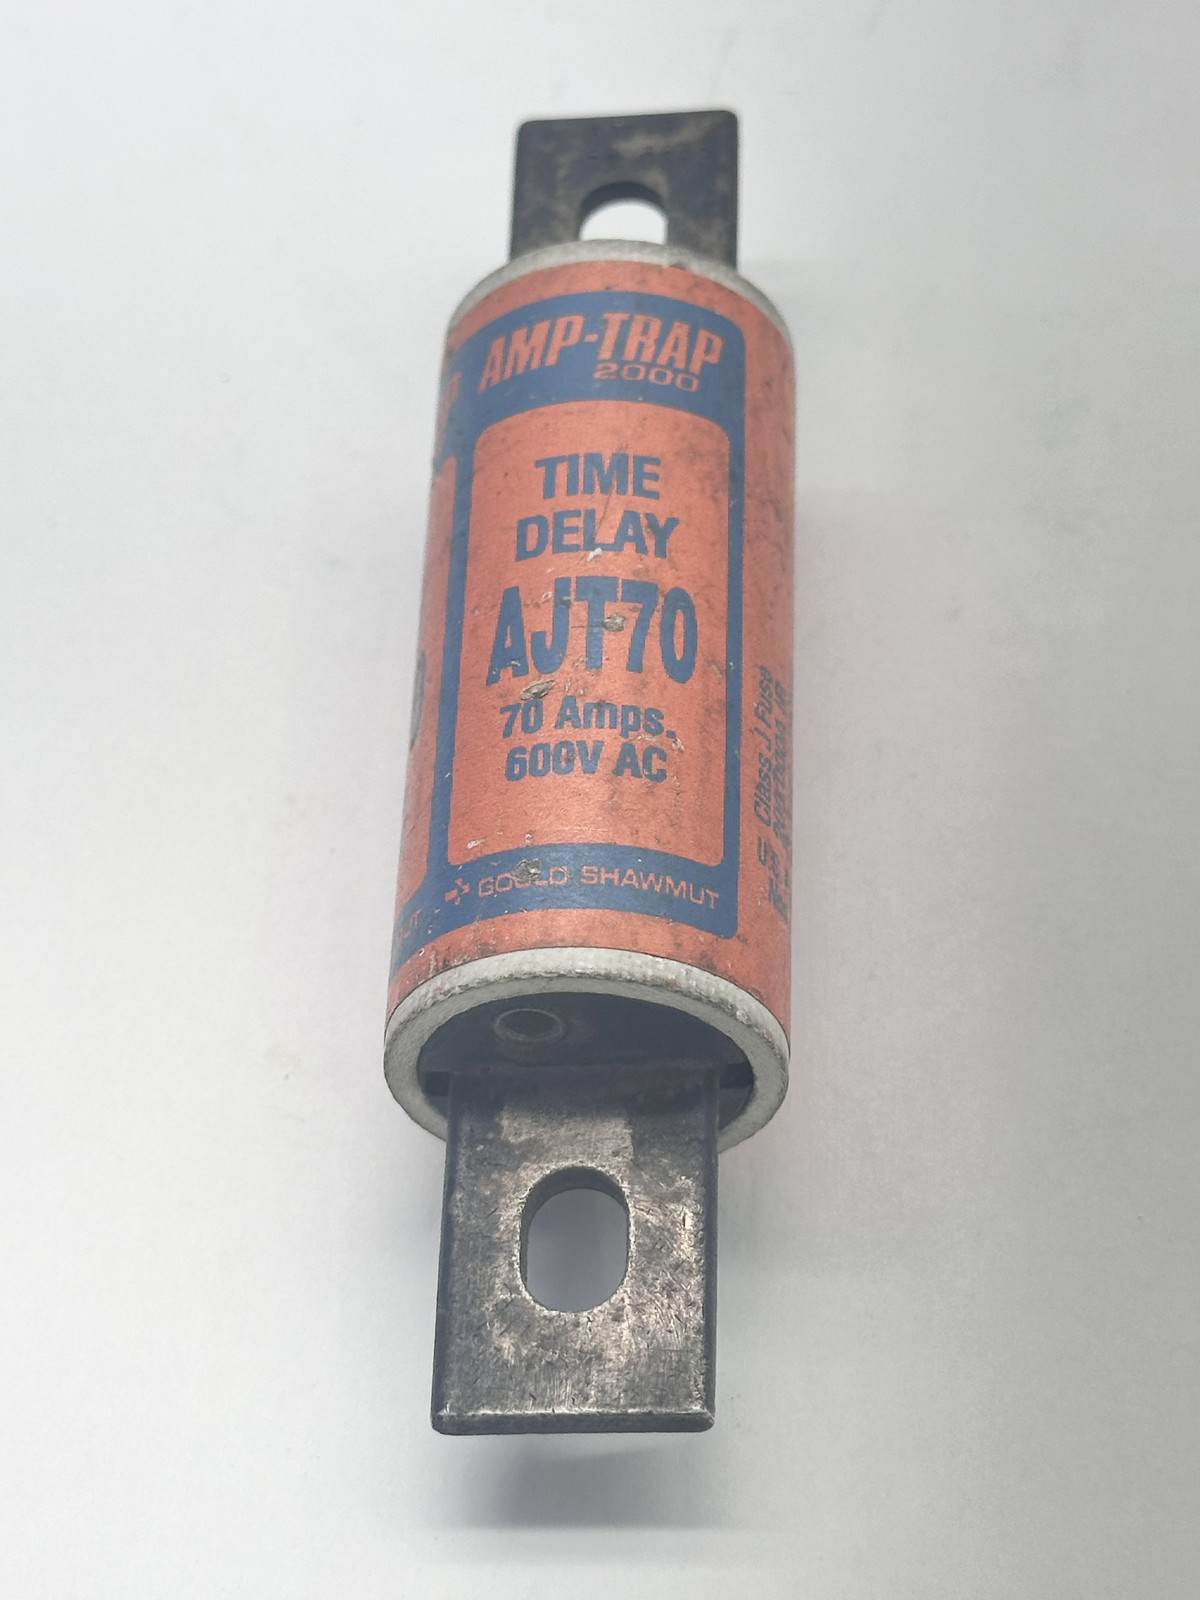 AMP-TRAP
2000
TIME
DELAY
AJT70
70 Amps.
600V AC
GOULD SHAWMUT
Class J Fuse